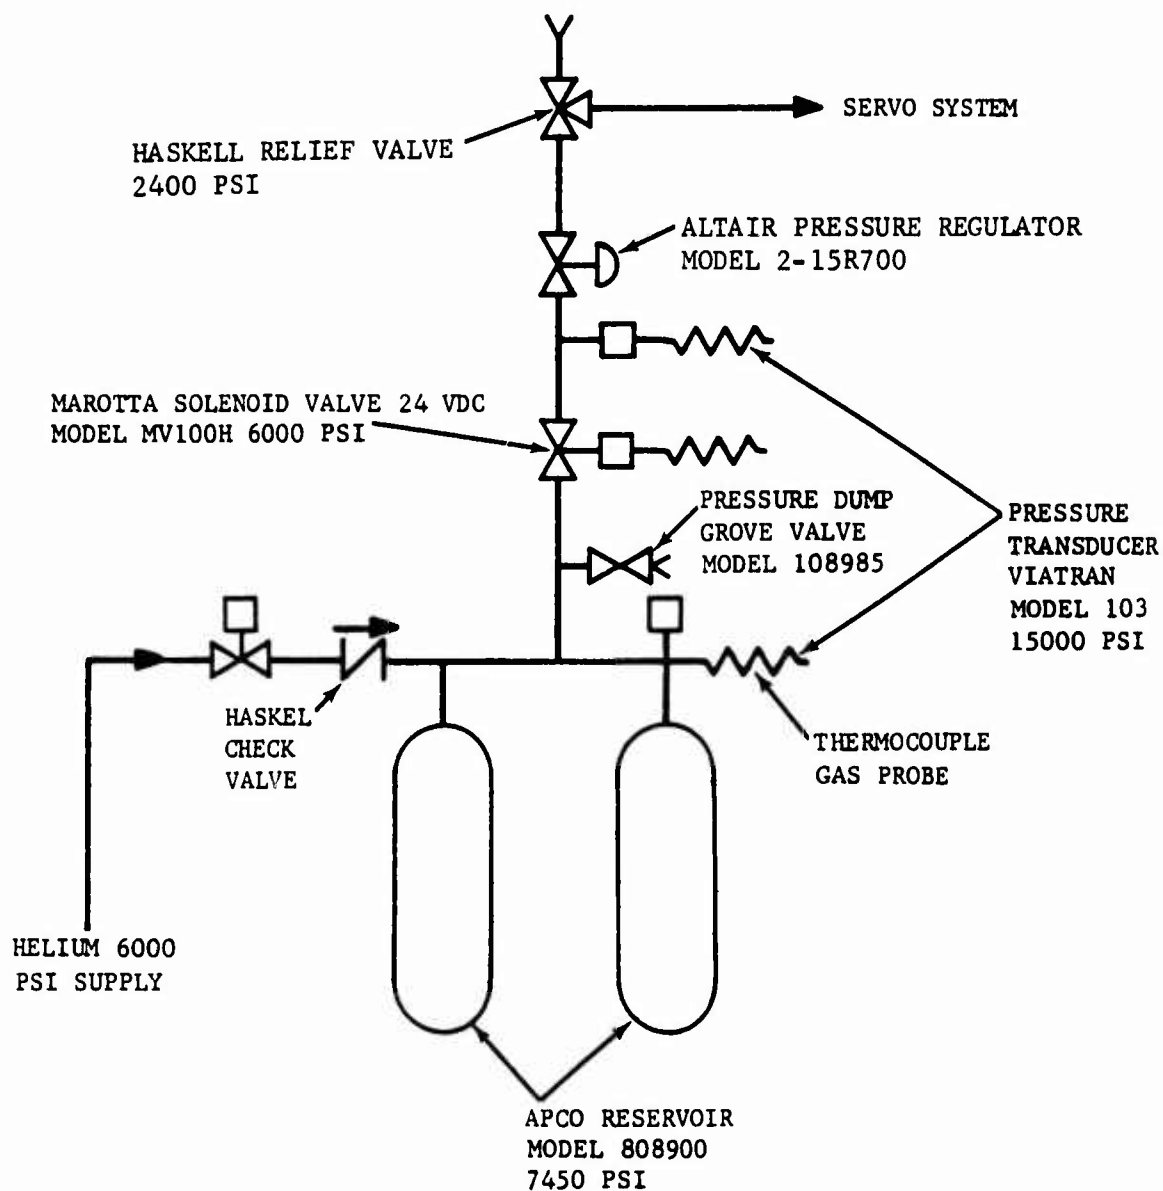 SERVO SYSTEM
HASKELL RELIEF VALVE
2400 PSI
ALTAIR PRESSURE REGULATOR
MODEL 2-15R700
MAROTTA SOLENOID VALVE 24 VDC
MODEL MV100H 6000 PSI
PRESSURE DUMP
GROVE VALVE
MODEL 108985
PRESSURE
TRANSDUCER
VIATRAN
MODEL 103
15000 PSI
HASKEL
CHECK
VALVE
THERMOCOUPLE
GAS PROBE
HELIUM 6000
PSI SUPPLY
APCO RESERVOIR
MODEL 808900
7450 PSI